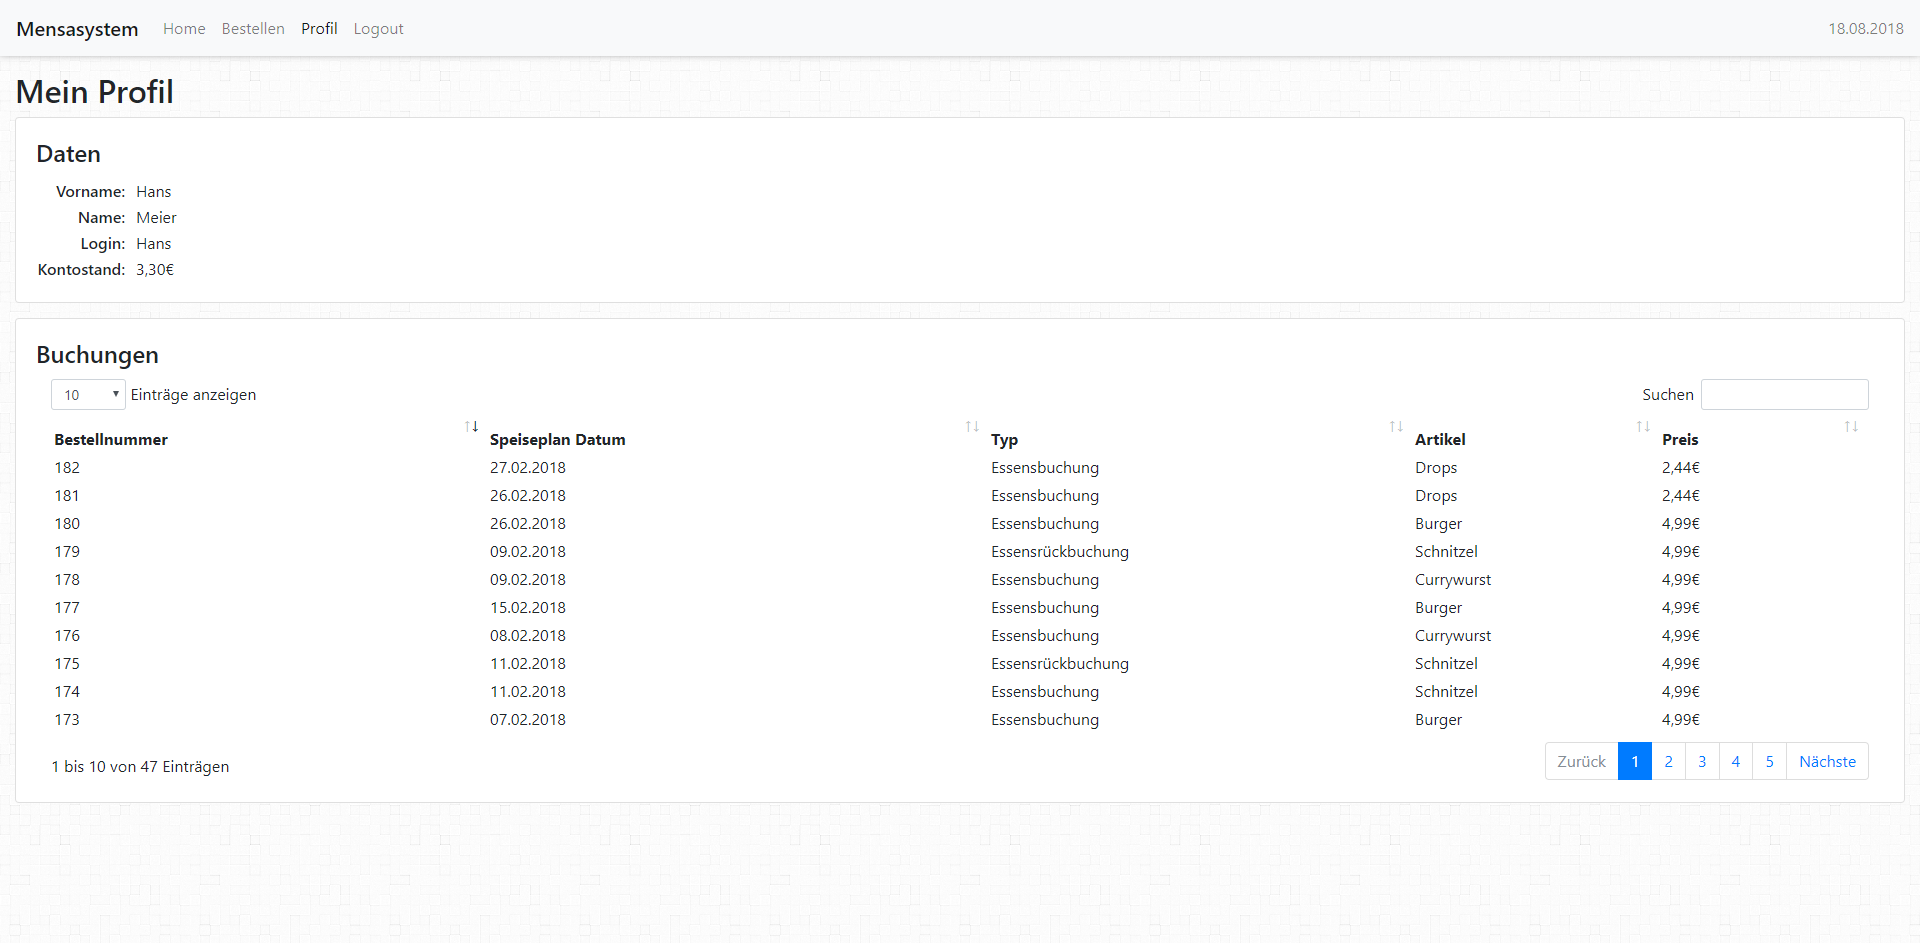 Mensasystem Home Bestellen Profil Logout 18.08.2018
Mein Profil
Daten
Vorname: Hans
Name: Meier
Login: Hans
Kontostand: 3,30€
Buchungen
10 Einträge anzeigen Suchen
Bestellnummer Speiseplan Datum Typ Artikel Preis
182 27.02.2018 Essensbuchung Drops 2,44€
181 26.02.2018 Essensbuchung Drops 2,44€
180 26.02.2018 Essensbuchung Burger 4,99€
179 09.02.2018 Essensrückbuchung Schnitzel 4,99€
178 09.02.2018 Essensbuchung Currywurst 4,99€
177 15.02.2018 Essensbuchung Burger 4,99€
176 08.02.2018 Essensbuchung Currywurst 4,99€
175 11.02.2018 Essensrückbuchung Schnitzel 4,99€
174 11.02.2018 Essensbuchung Schnitzel 4,99€
173 07.02.2018 Essensbuchung Burger 4,99€
1 bis 10 von 47 Einträgen Zurück 1 2 3 4 5 Nächste